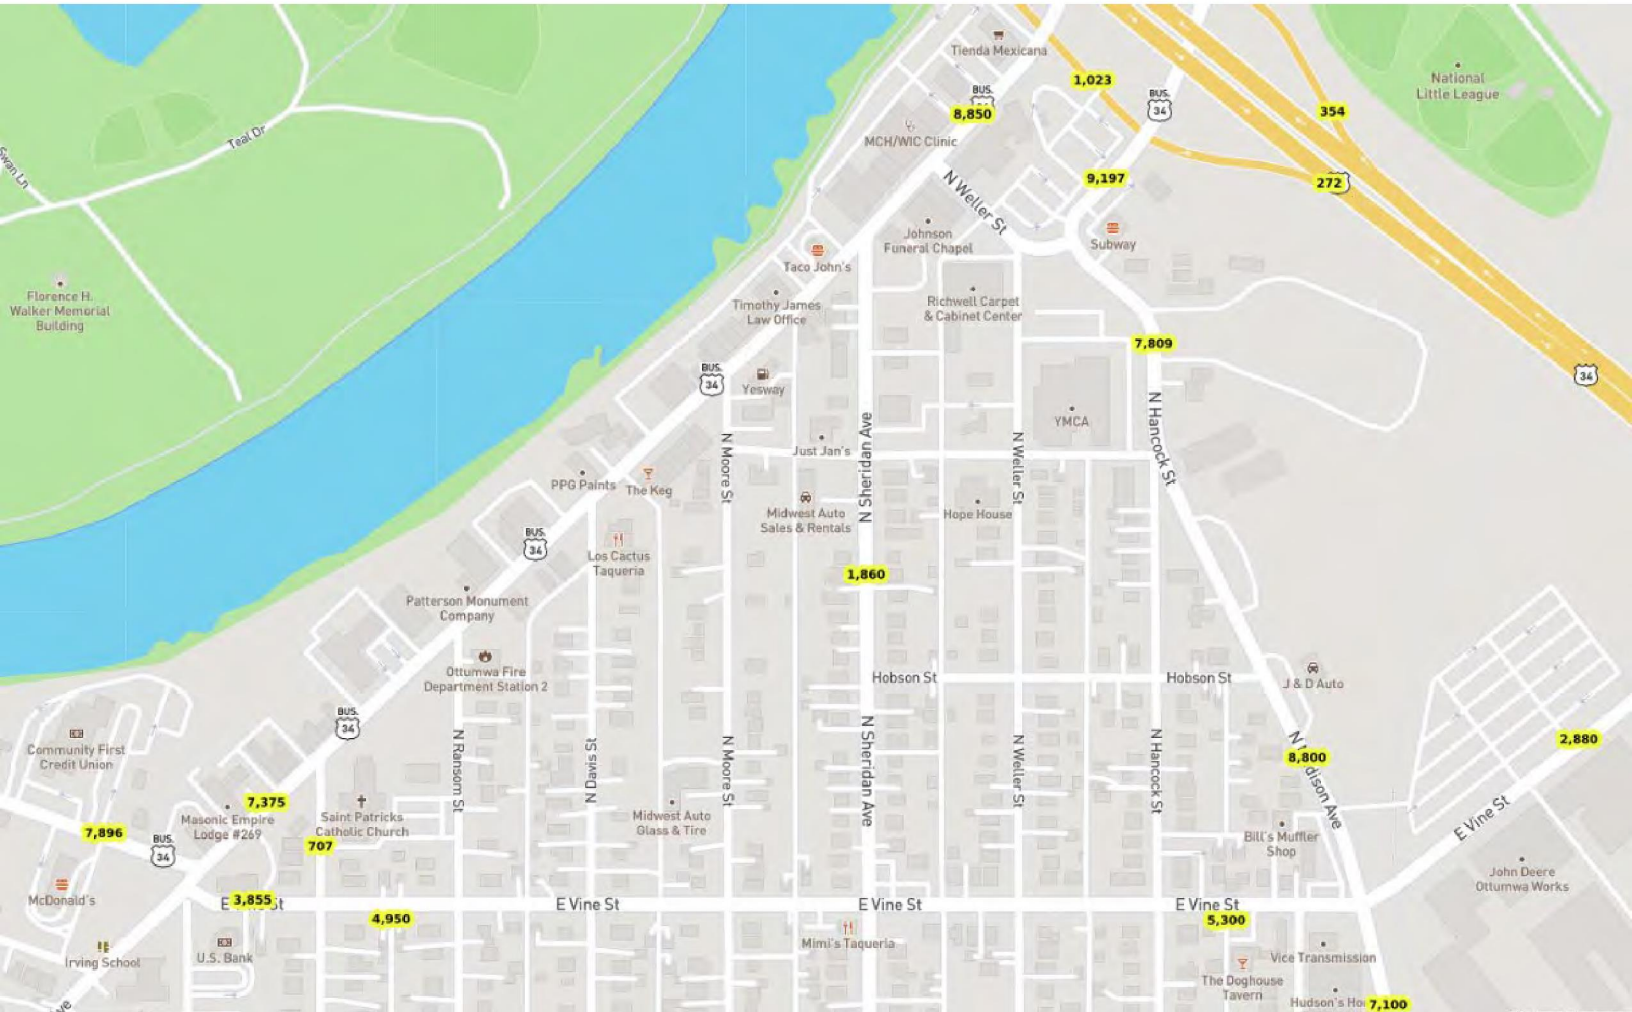 Tienda Mexicana
1,023
BUS.
34
8,850
BUS.
34
National
Little League
354
MCH/WIC Clinic
Teal Dr
Swan Ln
9,197
272
N Weller St
Johnson
Funeral Chapel
Subway
Taco John's
Florence H.
Walker Memorial
Building
Timothy James
Law Office
Richwell Carpet
& Cabinet Center
7,809
BUS.
34
Yesway
34
YMCA
N Hancock St
N Moore St
Just Jan's
N Sheridan Ave
N Weller St
PPG Paints
The Keg
Midwest Auto
Sales & Rentals
Hope House
BUS.
34
Los Cactus
Taqueria
1,860
Patterson Monument
Company
Ottumwa Fire
Department Station 2
Hobson St
Hobson St
J & D Auto
BUS.
34
Community First
Credit Union
N Ransom St
N Davis St
N Moore St
N Sheridan Ave
N Weller St
N Hancock St
N Madison Ave
8,800
2,880
7,375
Masonic Empire
Lodge #269
Saint Patricks
Catholic Church
Midwest Auto
Glass & Tire
7,896
BUS.
34
707
Bill's Muffler
Shop
E Vine St
John Deere
Ottumwa Works
McDonald's
E Vine St
3,855
4,950
E Vine St
E Vine St
E Vine St
5,300
Irving School
U.S. Bank
Mimi's Taqueria
Vice Transmission
The Doghouse
Tavern
Hudson's
7,100